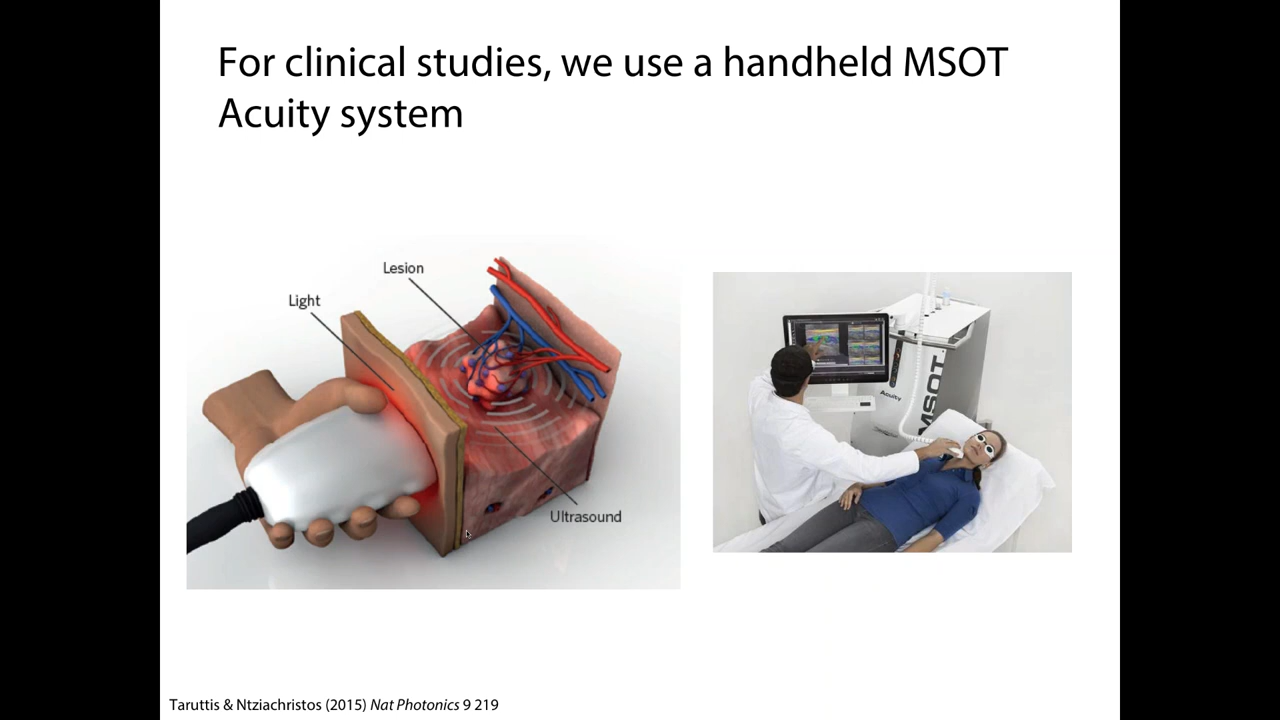 For clinical studies, we use a handheld MSOT
Acuity system
Lesion
Light
Ultrasound
Acuity
MSOT
Taruttis & Ntziachristos (2015) Nat Photonics 9 219